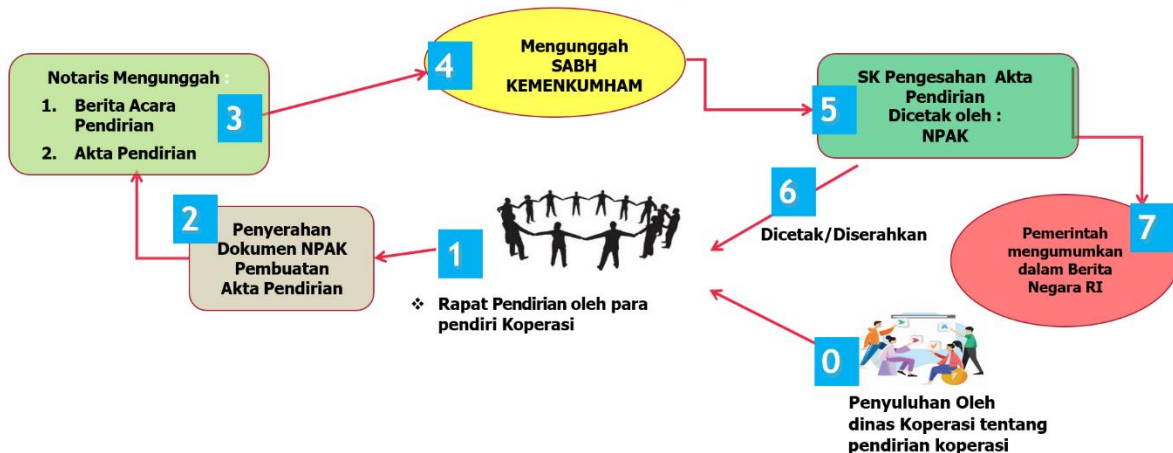 0
Penyuluhan Oleh
dinas Koperasi tentang
pendirian koperasi
1
❖ Rapat Pendirian oleh para
pendiri Koperasi
2
Penyerahan
Dokumen NPAK
Pembuatan
Akta Pendirian
3
Notaris Mengunggah :
1. Berita Acara
Pendirian
2. Akta Pendirian
4
Mengunggah
SABH
KEMENKUMHAM
5
SK Pengesahan Akta
Pendirian
Dicetak oleh :
NPAK
6
Dicetak/Diserahkan
7
Pemerintah
mengumumkan
dalam Berita
Negara RI